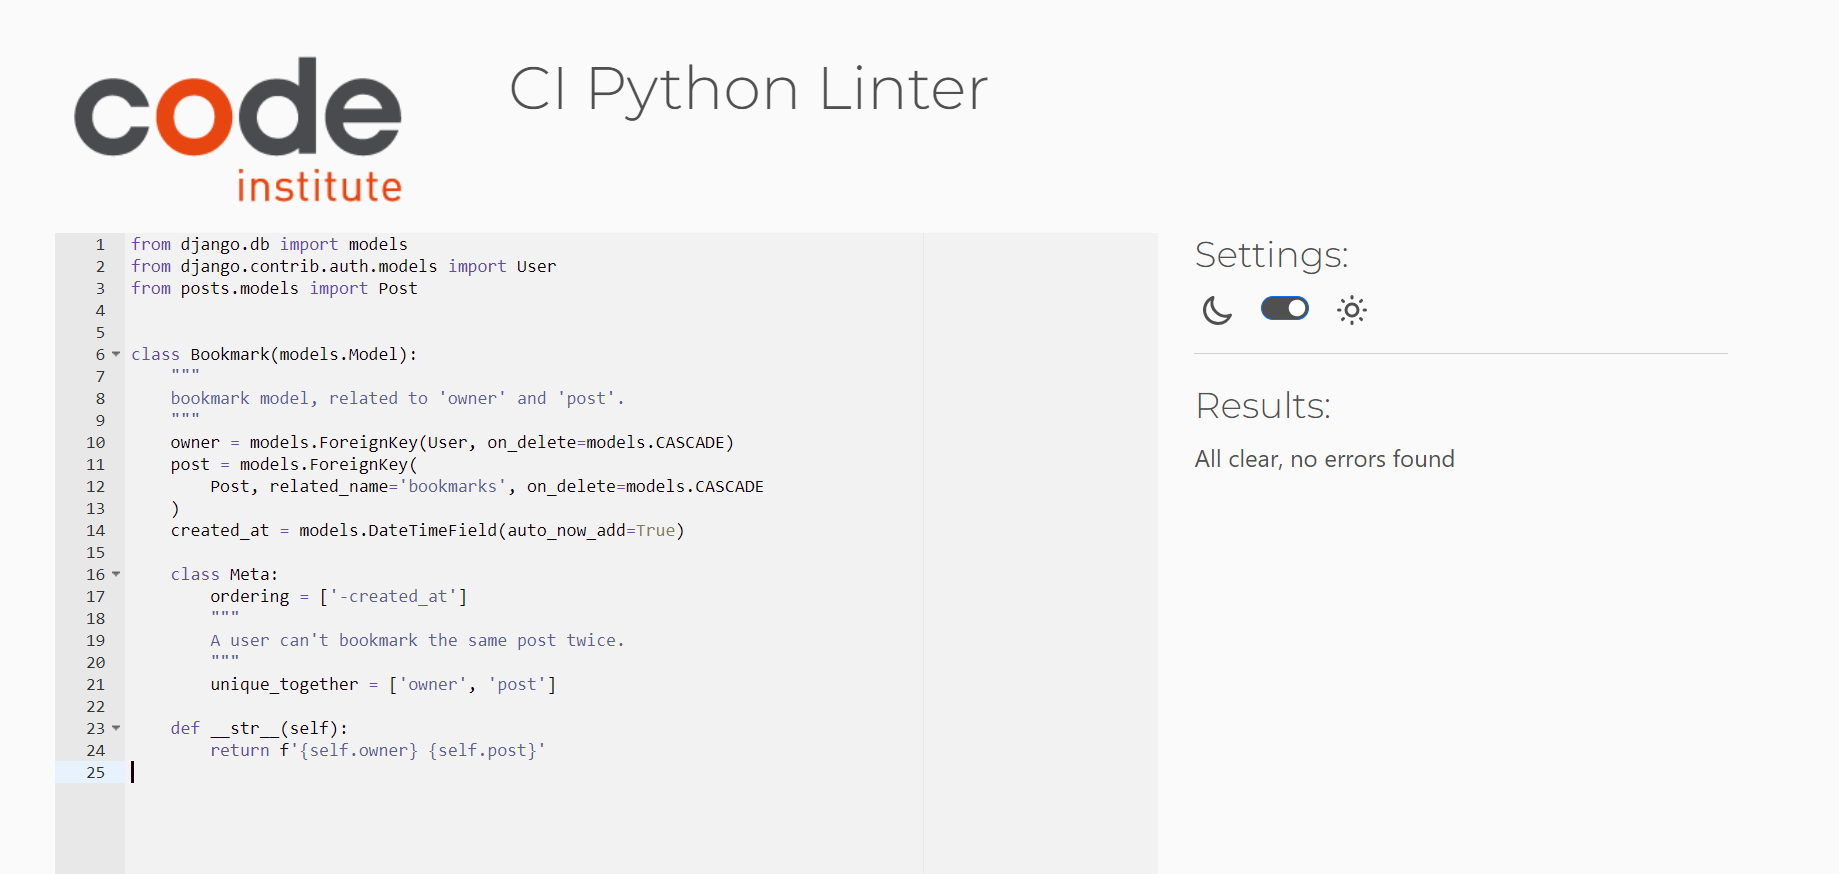 code
institute
CI Python Linter
1 from django.db import models
2 from django.contrib.auth.models import User
3 from posts.models import Post
4
5
6 class Bookmark(models.Model):
7     """
8     bookmark model, related to 'owner' and 'post'.
9     """
10     owner = models.ForeignKey(User, on_delete=models.CASCADE)
11     post = models.ForeignKey(
12         Post, related_name='bookmarks', on_delete=models.CASCADE
13     )
14     created_at = models.DateTimeField(auto_now_add=True)
15
16     class Meta:
17         ordering = ['-created_at']
18         """
19         A user can't bookmark the same post twice.
20         """
21         unique_together = ['owner', 'post']
22
23     def __str__(self):
24         return f'{self.owner} {self.post}'
25
Settings:
Results:
All clear, no errors found